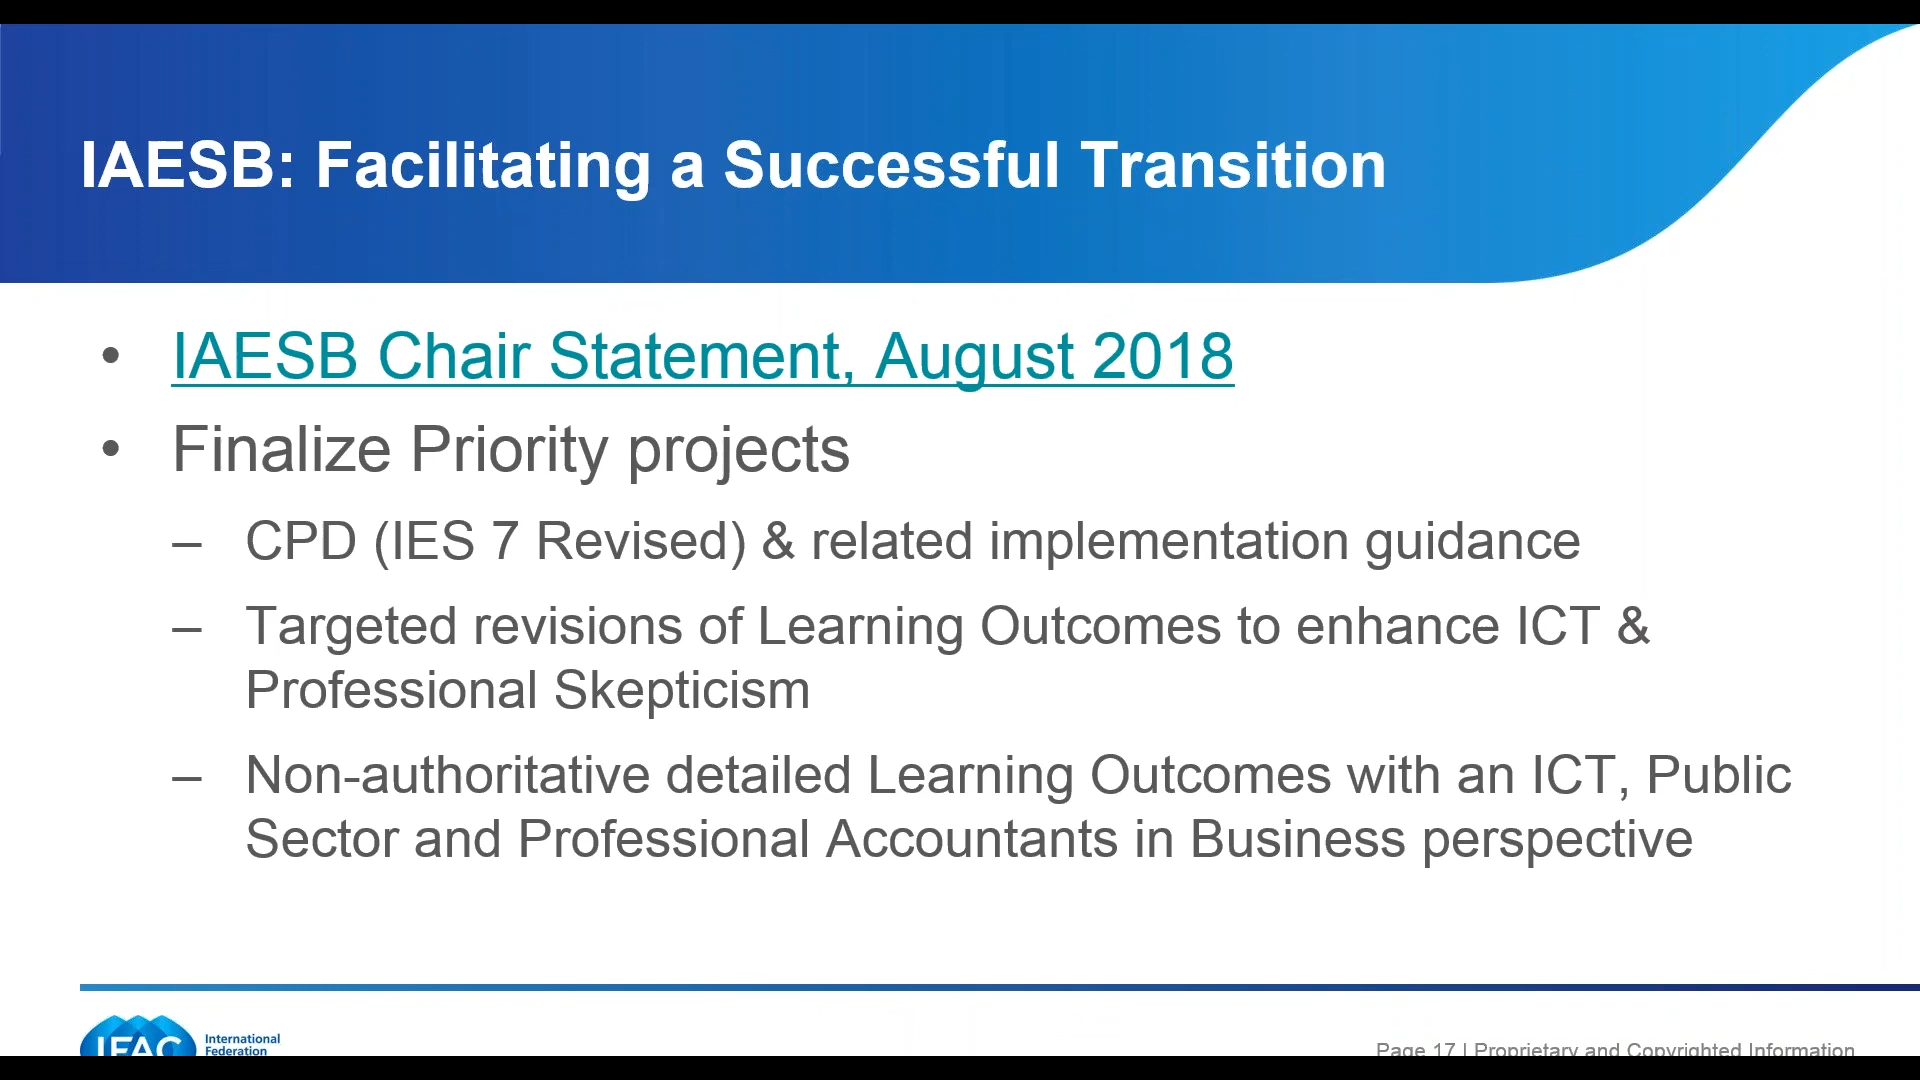 IAESB: Facilitating a Successful Transition
• IAESB Chair Statement, August 2018
• Finalize Priority projects
– CPD (IES 7 Revised) & related implementation guidance
– Targeted revisions of Learning Outcomes to enhance ICT &
Professional Skepticism
– Non-authoritative detailed Learning Outcomes with an ICT, Public
Sector and Professional Accountants in Business perspective
IFAC
International
Federation
Page 17 | Proprietary and Copyrighted Information